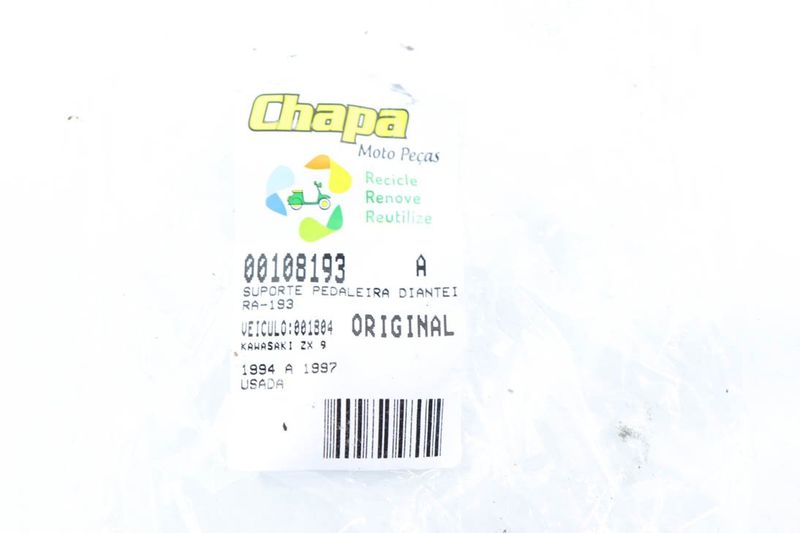 Chapa
Moto Peças
Recicle
Renove
Reutilize
00108193 A
SUPORTE PEDALEIRA DIANTEI
RA-193
VEICULO:001804 ORIGINAL
KAWASAKI ZX 9
1994 A 1997
USADA